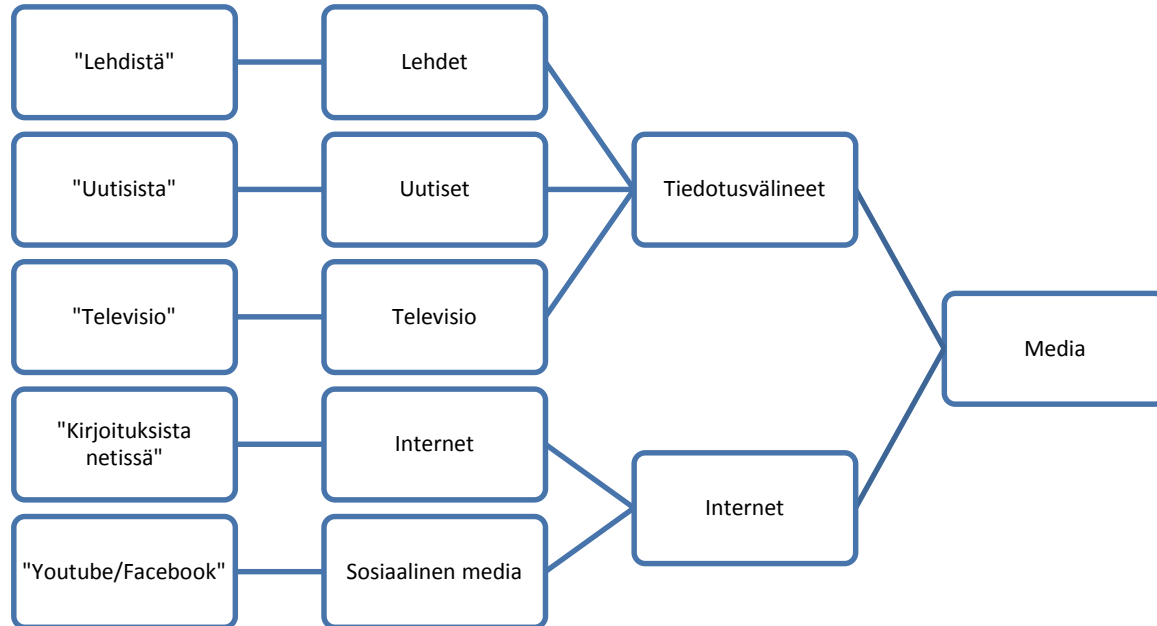 "Lehdistä"
Lehdet
"Uutisista"
Uutiset
Tiedotusvälineet
"Televisio"
Televisio
Media
"Kirjoituksista
netissä"
Internet
Internet
"Youtube/Facebook"
Sosiaalinen media